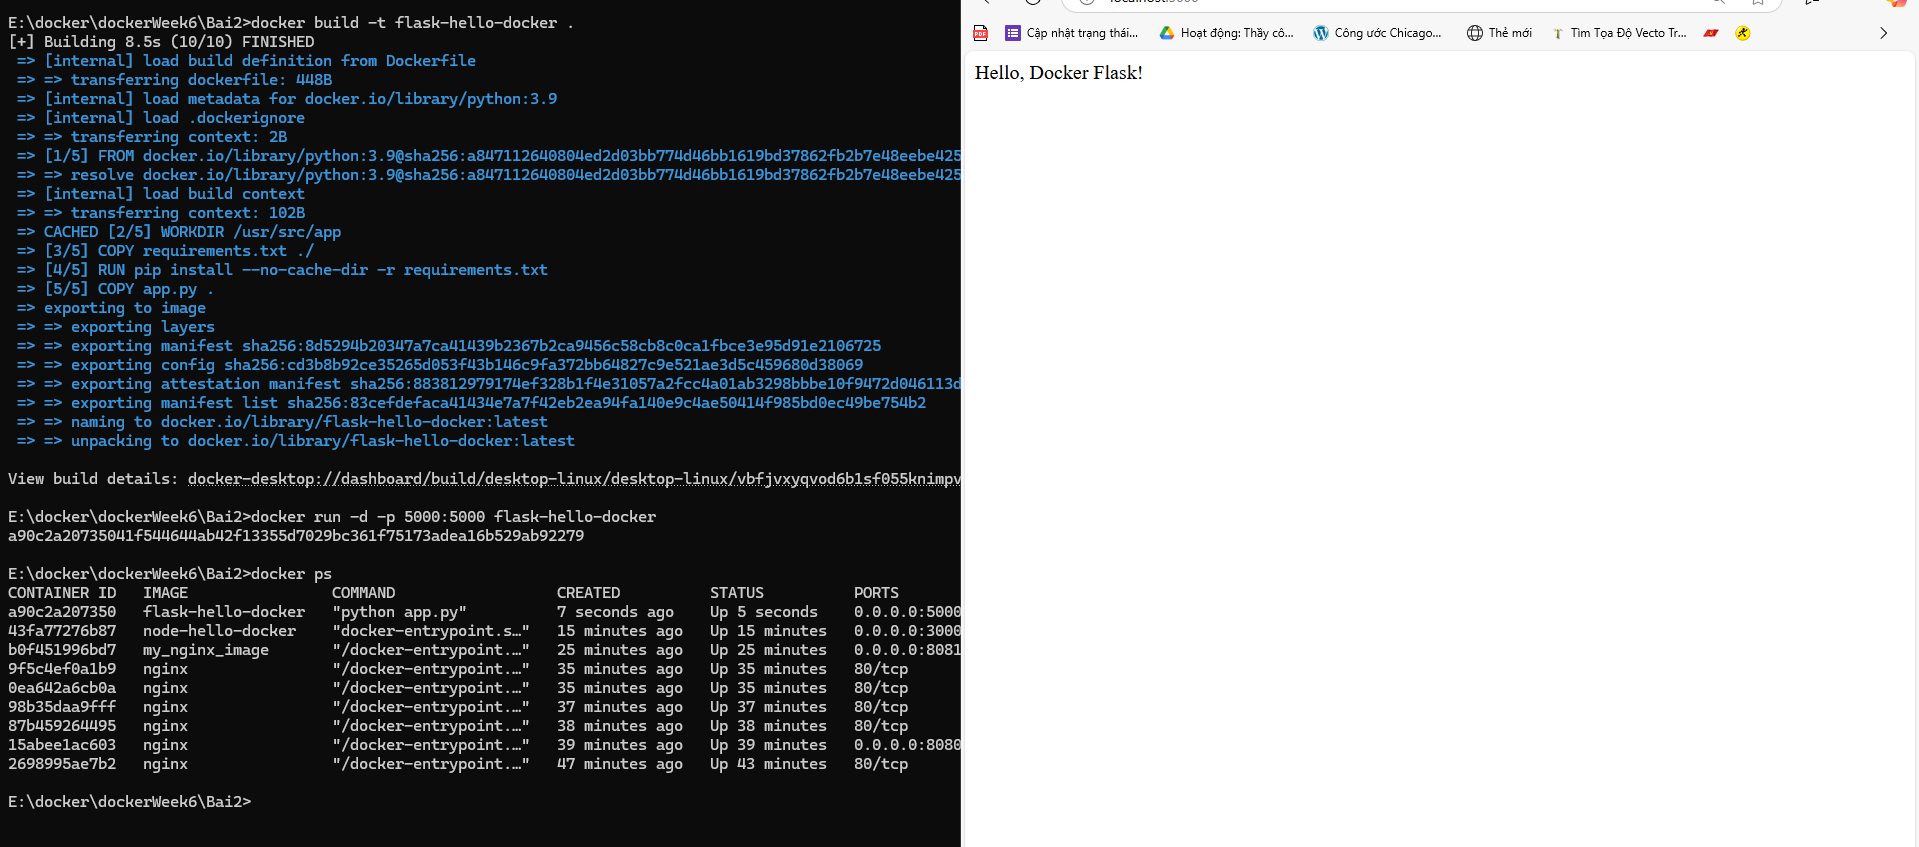 E:\docker\dockerWeek6\Bai2>docker build -t flask-hello-docker .
[+] Building 8.5s (10/10) FINISHED
=> [internal] load build definition from Dockerfile
=> => transferring dockerfile: 448B
=> [internal] load metadata for docker.io/library/python:3.9
=> [internal] load .dockerignore
=> => transferring context: 2B
=> [1/5] FROM docker.io/library/python:3.9@sha256:a847112640804ed2d03bb774d46bb1619bd37862fb2b7e48eebe425
=> => resolve docker.io/library/python:3.9@sha256:a847112640804ed2d03bb774d46bb1619bd37862fb2b7e48eebe425
=> [internal] load build context
=> => transferring context: 102B
=> CACHED [2/5] WORKDIR /usr/src/app
=> [3/5] COPY requirements.txt ./
=> [4/5] RUN pip install --no-cache-dir -r requirements.txt
=> [5/5] COPY app.py .
=> exporting to image
=> => exporting layers
=> => exporting manifest sha256:8d5294b20347a7ca41439b2367b2ca9456c58cb8c0ca1fbce3e95d91e2106725
=> => exporting config sha256:cd3b8b92ce35265d053f43b146c9fa372bb64827c9e521ae3d5c459680d38069
=> => exporting attestation manifest sha256:883812979174ef328b1f4e31057a2fcc4a01ab3298bbbe10f9472d046113d
=> => exporting manifest list sha256:83cefdefaca41434e7a7f42eb2ea94fa140e9c4ae50414f985bd0ec49be754b2
=> => naming to docker.io/library/flask-hello-docker:latest
=> => unpacking to docker.io/library/flask-hello-docker:latest
View build details: docker-desktop://dashboard/build/desktop-linux/desktop-linux/vbfjvxyqvod6b1sf055knimpv
E:\docker\dockerWeek6\Bai2>docker run -d -p 5000:5000 flask-hello-docker
a90c2a20735041f544644ab42f13355d7029bc361f75173adea16b529ab92279
E:\docker\dockerWeek6\Bai2>docker ps
CONTAINER ID IMAGE COMMAND CREATED STATUS PORTS
a90c2a207350 flask-hello-docker "python app.py" 7 seconds ago Up 5 seconds 0.0.0.0:5000
43fa77276b87 node-hello-docker "docker-entrypoint.s…" 15 minutes ago Up 15 minutes 0.0.0.0:3000
b0f451996bd7 my_nginx_image "/docker-entrypoint.…" 25 minutes ago Up 25 minutes 0.0.0.0:8081
9f5c4ef0a1b9 nginx "/docker-entrypoint.…" 35 minutes ago Up 35 minutes 80/tcp
0ea642a6cb0a nginx "/docker-entrypoint.…" 35 minutes ago Up 35 minutes 80/tcp
98b35daa9fff nginx "/docker-entrypoint.…" 37 minutes ago Up 37 minutes 80/tcp
87b459264495 nginx "/docker-entrypoint.…" 38 minutes ago Up 38 minutes 80/tcp
15abee1ac603 nginx "/docker-entrypoint.…" 39 minutes ago Up 39 minutes 0.0.0.0:8080
2698995ae7b2 nginx "/docker-entrypoint.…" 47 minutes ago Up 43 minutes 80/tcp
E:\docker\dockerWeek6\Bai2>
Cập nhật trạng thái... Hoạt động: Thầy cô... Công ước Chicago... Thẻ mới Tìm Tọa Độ Vecto Tr...
Hello, Docker Flask!